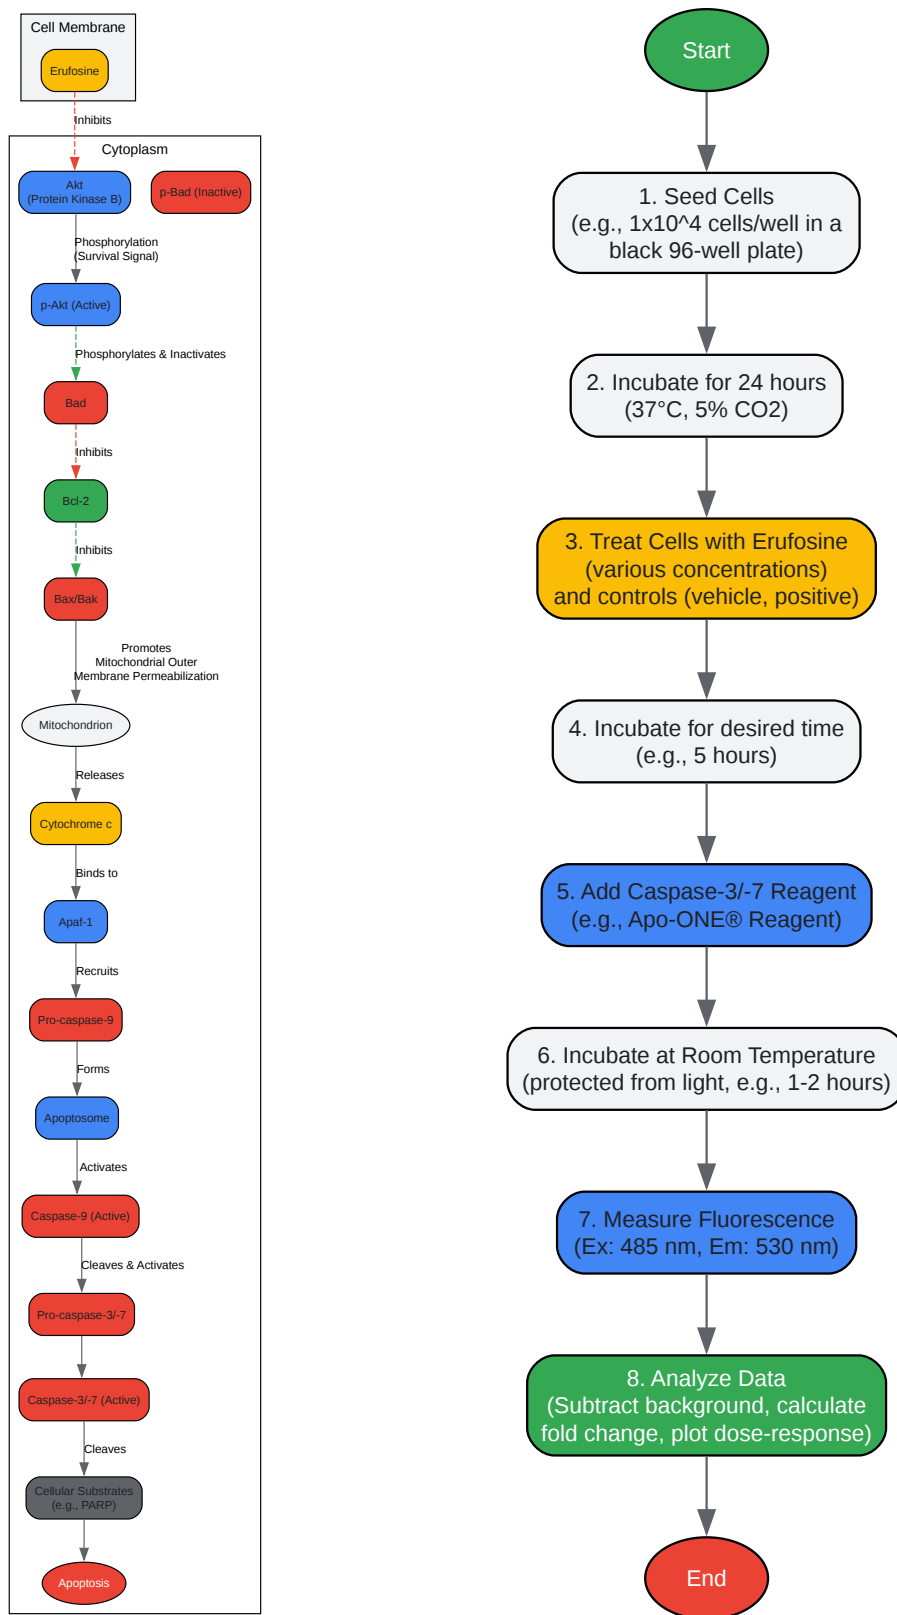 Cell Membrane
Erufosine
Inhibits
Cytoplasm
Akt
(Protein Kinase B)
p-Bad (Inactive)
Phosphorylation
(Survival Signal)
p-Akt (Active)
Phosphorylates & Inactivates
Bad
Inhibits
Bcl-2
Inhibits
Bax/Bak
Promotes
Mitochondrial Outer
Membrane Permeabilization
Mitochondrion
Releases
Cytochrome c
Binds to
Apaf-1
Recruits
Pro-caspase-9
Forms
Apoptosome
Activates
Caspase-9 (Active)
Cleaves & Activates
Pro-caspase-3/-7
Caspase-3/-7 (Active)
Cleaves
Cellular Substrates
(e.g., PARP)
Apoptosis
Start
1. Seed Cells
(e.g., 1x10^4 cells/well in a
black 96-well plate)
2. Incubate for 24 hours
(37°C, 5% CO2)
3. Treat Cells with Erufosine
(various concentrations)
and controls (vehicle, positive)
4. Incubate for desired time
(e.g., 5 hours)
5. Add Caspase-3/-7 Reagent
(e.g., Apo-ONE® Reagent)
6. Incubate at Room Temperature
(protected from light, e.g., 1-2 hours)
7. Measure Fluorescence
(Ex: 485 nm, Em: 530 nm)
8. Analyze Data
(Subtract background, calculate
fold change, plot dose-response)
End